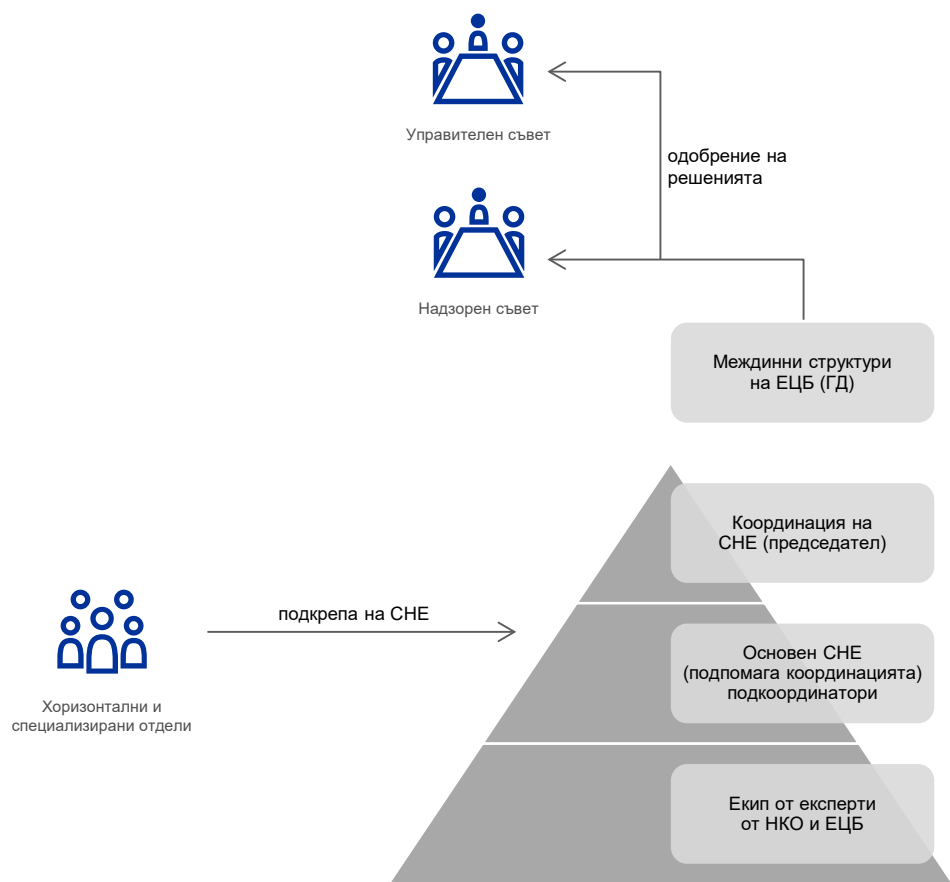 Управителен съвет
одобрение на
решенията
Надзорен съвет
Междинни структури
на ЕЦБ (ГД)
Координация на
СНЕ (председател)
подкрепа на СНЕ
Хоризонтални и
специализирани отдели
Основен СНЕ
(подпомага координацията)
подкоординатори
Екип от експерти
от НКО и ЕЦБ